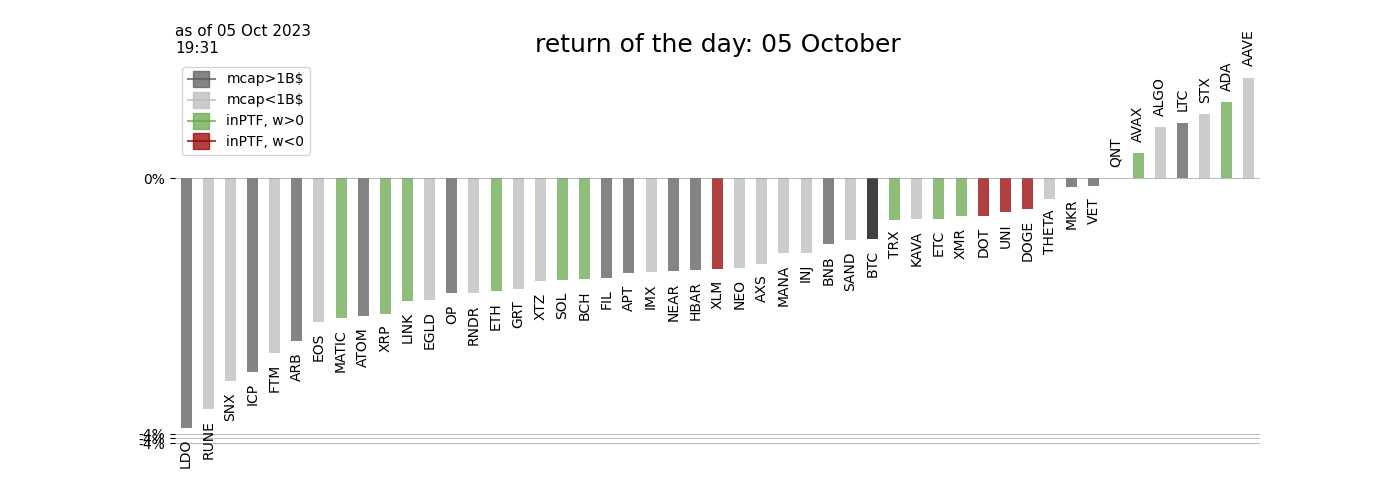 as of 05 Oct 2023
19:31
return of the day: 05 October
mcap>1B$
mcap<1B$
inPTF, w>0
inPTF, w<0
0%
-4%
-4%
-4%
LDO
RUNE
SNX
ICP
FTM
ARB
EOS
MATIC
ATOM
XRP
LINK
EGLD
OP
RNDR
ETH
GRT
XTZ
SOL
BCH
FIL
APT
IMX
NEAR
HBAR
XLM
NEO
AXS
MANA
INJ
BNB
SAND
BTC
TRX
KAVA
ETC
XMR
DOT
UNI
DOGE
THETA
MKR
VET
QNT
AVAX
ALGO
LTC
STX
ADA
AAVE